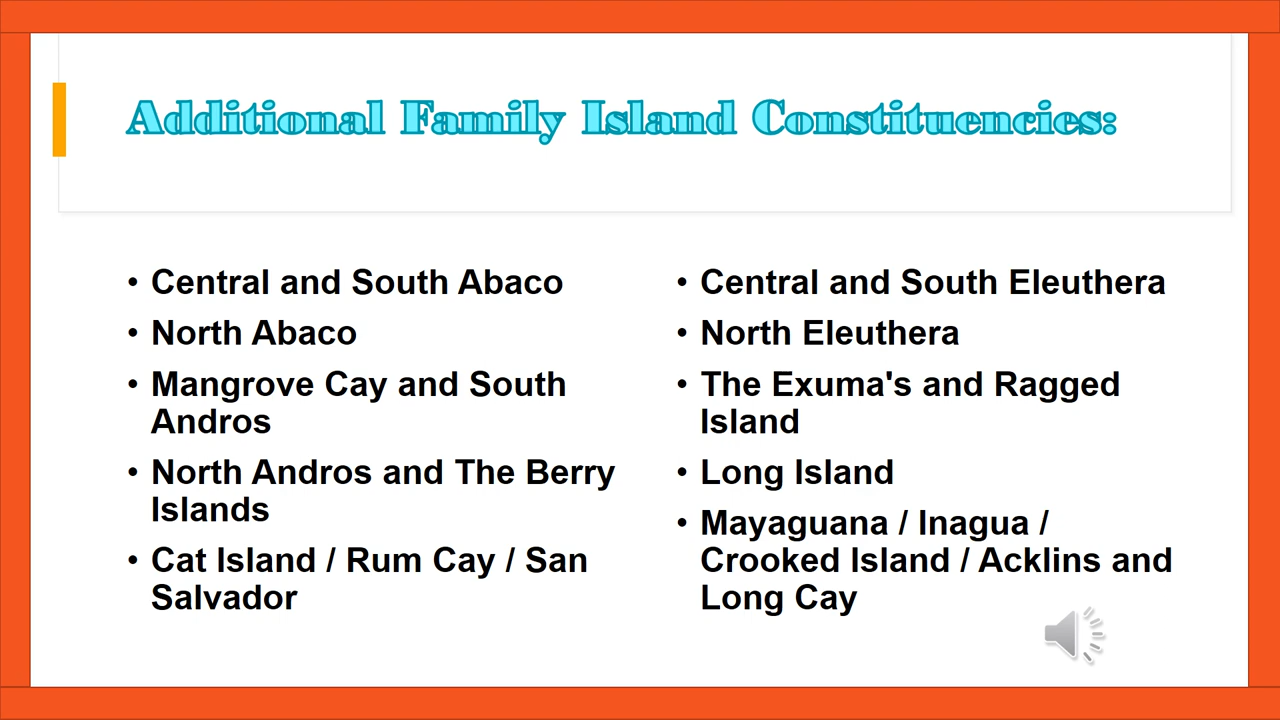 Additional Family Island Constituencies:
• Central and South Abaco
• North Abaco
• Mangrove Cay and South
Andros
• North Andros and The Berry
Islands
• Cat Island / Rum Cay / San
Salvador
• Central and South Eleuthera
• North Eleuthera
• The Exuma's and Ragged
Island
• Long Island
• Mayaguana / Inagua /
Crooked Island / Acklins and
Long Cay